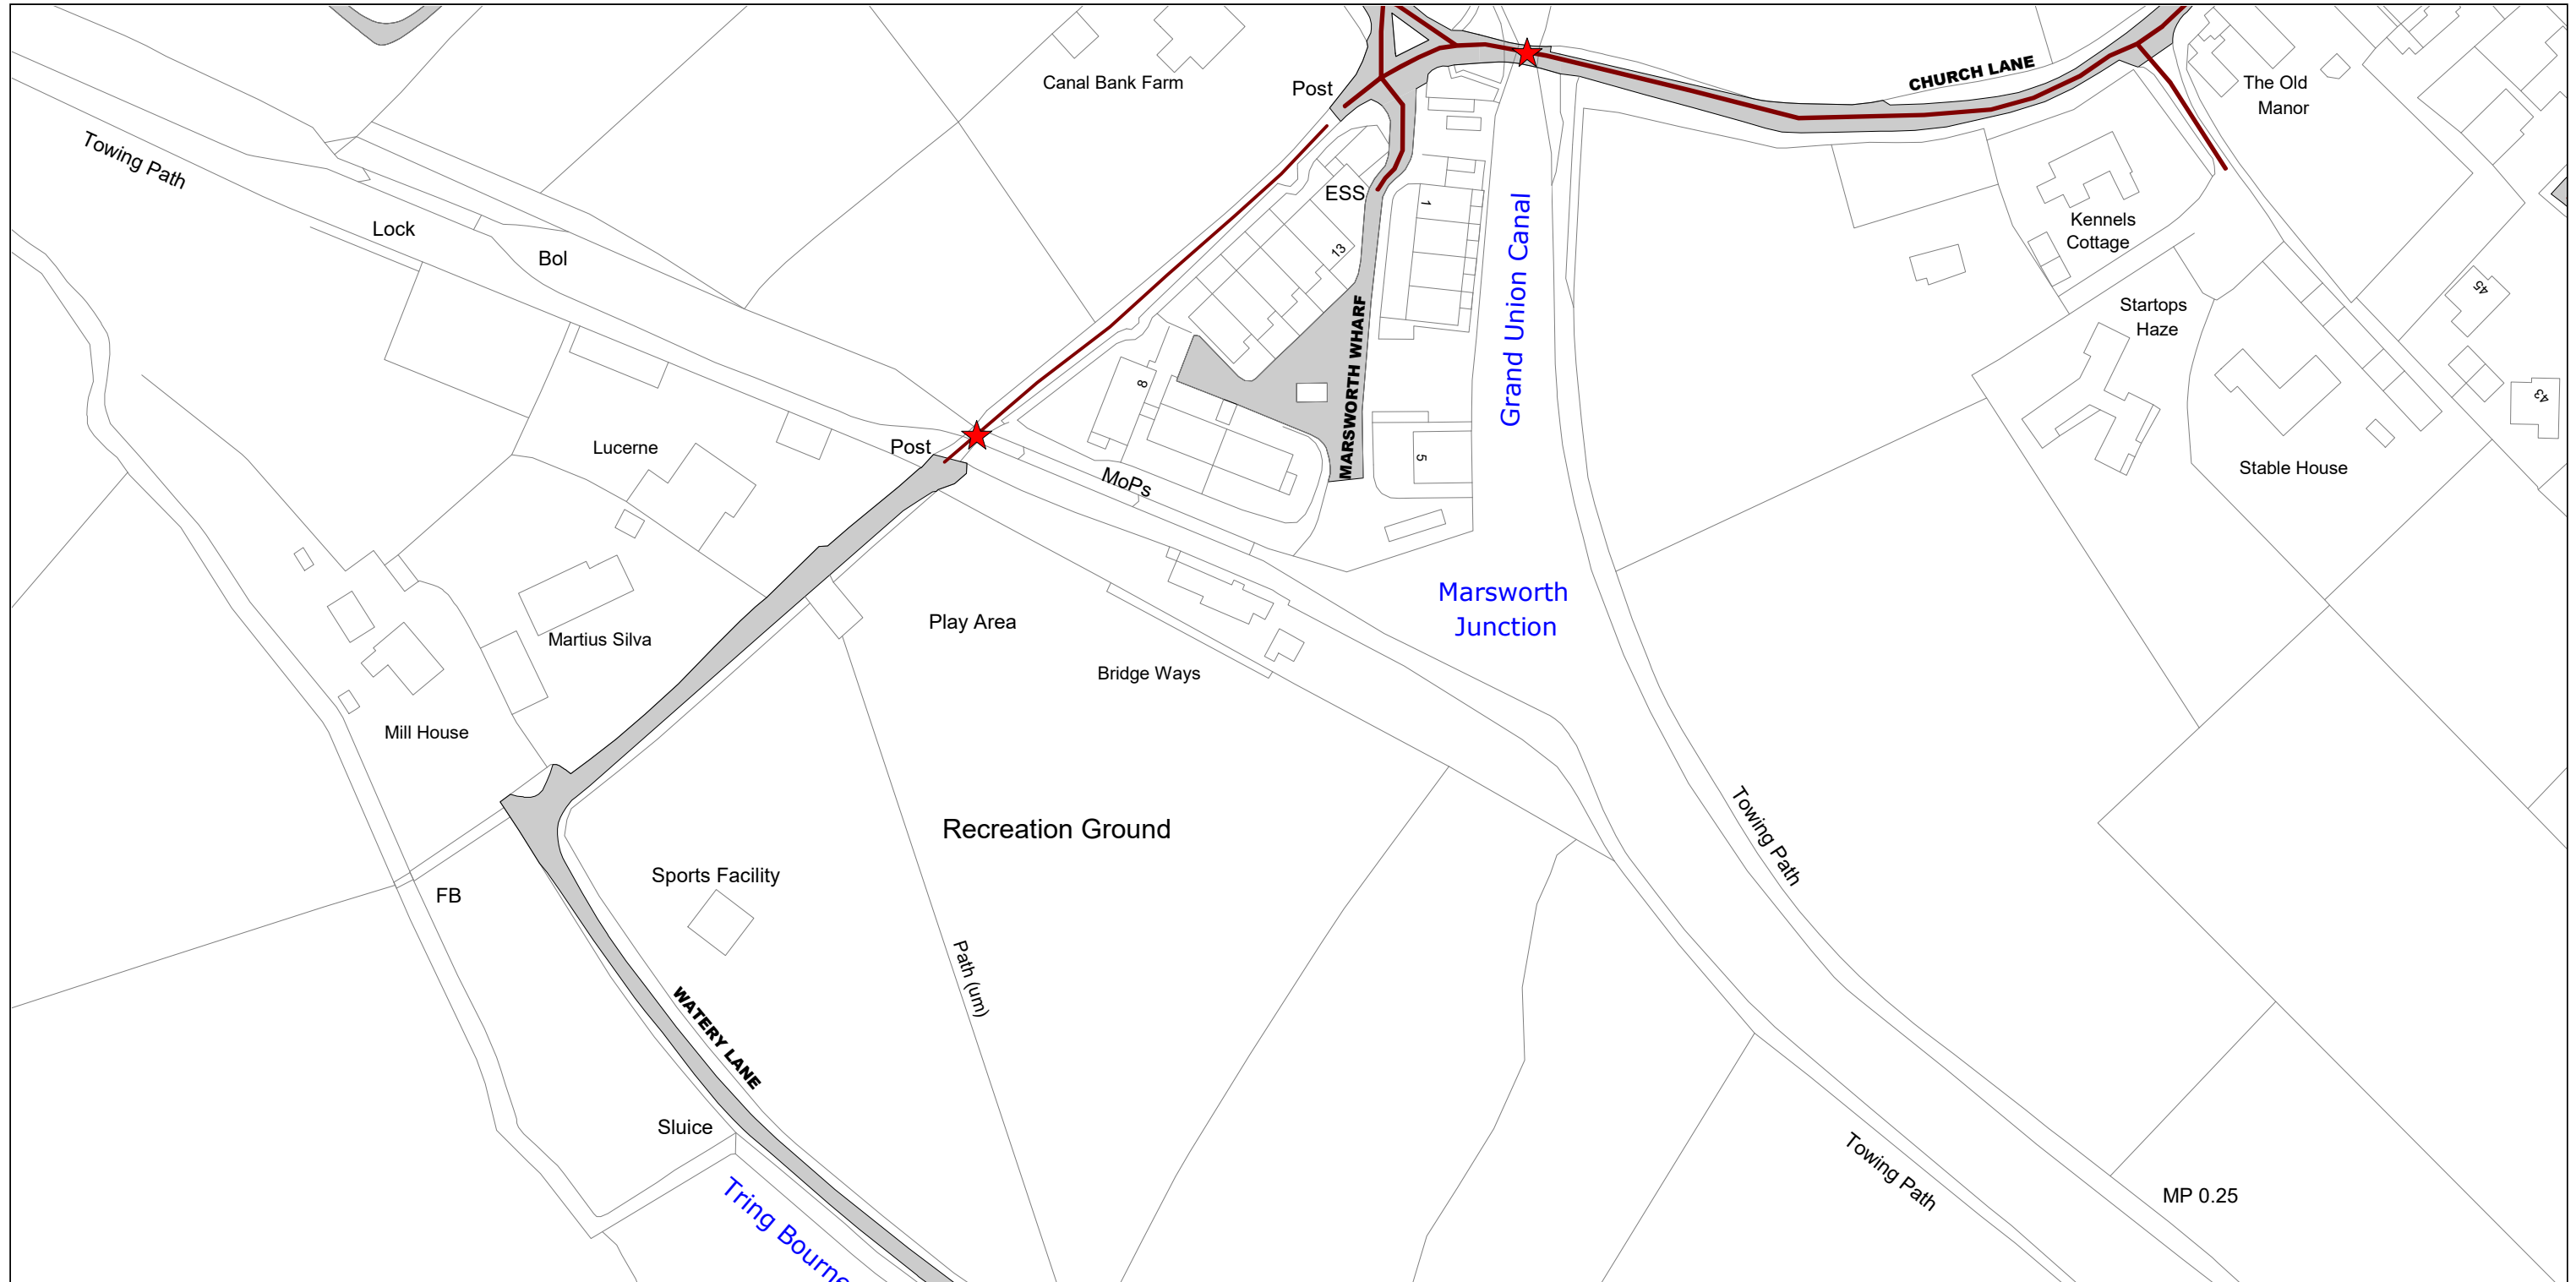 Canal Bank Farm
Post
CHURCH LANE
The Old
Manor
Towing Path
Lock
Bol
ESS
1
13
Grand Union Canal
Kennels
Cottage
Startops
Haze
45
43
8
MARSWORTH WHARF
5
Lucerne
Post
MoPs
Stable House
Marsworth
Junction
Martius Silva
Play Area
Bridge Ways
Mill House
Recreation Ground
Towing Path
Sports Facility
FB
Path (um)
WATERY LANE
Sluice
Tring Bourne
Towing Path
MP 0.25